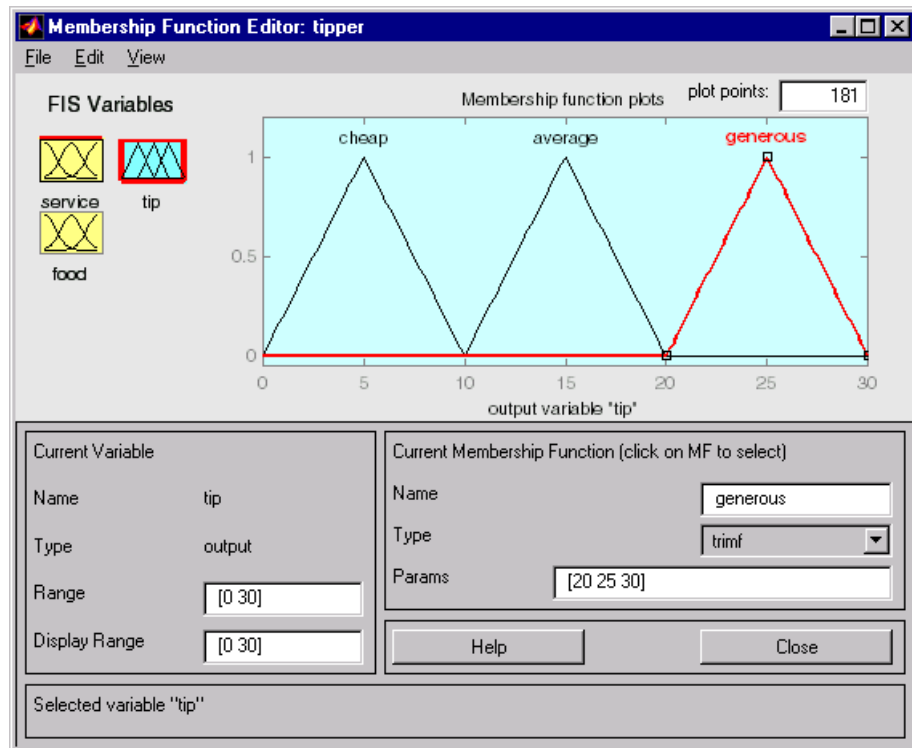 Membership Function Editor: tipper
File Edit View
FIS Variables
service
tip
food
Membership function plots
plot points:
181
cheap
average
generous
1
0.5
0
0
5
10
15
20
25
30
output variable "tip"
Current Variable
Name
tip
Type
output
Range
[0 30]
Display Range
[0 30]
Current Membership Function (click on MF to select)
Name
generous
Type
trimf
Params
[20 25 30]
Help
Close
Selected variable "tip"